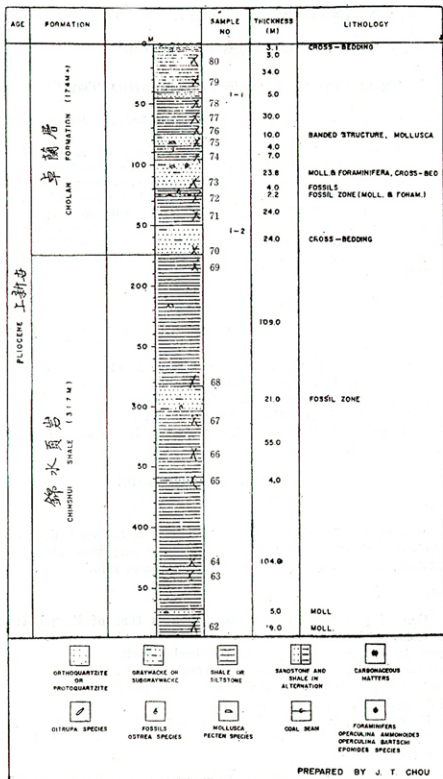 AGE FORMATION SAMPLE NO THICKNESS (M) LITHOLOGY
PLIOCENE 上新世
卓蘭層
CHOLAN FORMATION (174M+)
錦水頁岩
CHINSHUI SHALE (317M)
M
0
50
100
50
200
50
300
50
400
50
80
79
1-1
78
77
76
75
74
73
72
71
1-2
70
69
68
67
66
65
64
63
62
3.1 CROSS-BEDDING
3.0
34.0
5.0
30.0
10.0 BANDED STRUCTURE, MOLLUSCA
4.0
7.0
23.8 MOLL.& FORAMINIFERA, CROSS-BED
4.0 FOSSILS
7.2 FOSSIL ZONE (MOLL. & FORAM.)
24.0
24.0 CROSS-BEDDING
109.0
21.0 FOSSIL ZONE
55.0
4.0
104.0
5.0 MOLL
19.0 MOLL.
ORTHOQUARTZITE OR PROTOQUARTZITE
GRAYWACKE OR SUBGRAYWACKE
SHALE OR SILTSTONE
SANDSTONE AND SHALE IN ALTERNATION
CARBONACEOUS MATTERS
DITRUPA SPECIES
FOSSILS OSTREA SPECIES
MOLLUSCA PECTEN SPECIES
COAL SEAM
FORAMINIFERS OPERCULINA AMMONOIDES OPERCULINA BARTSCHI EPONIDES SPECIES
PREPARED BY J. T. CHOU